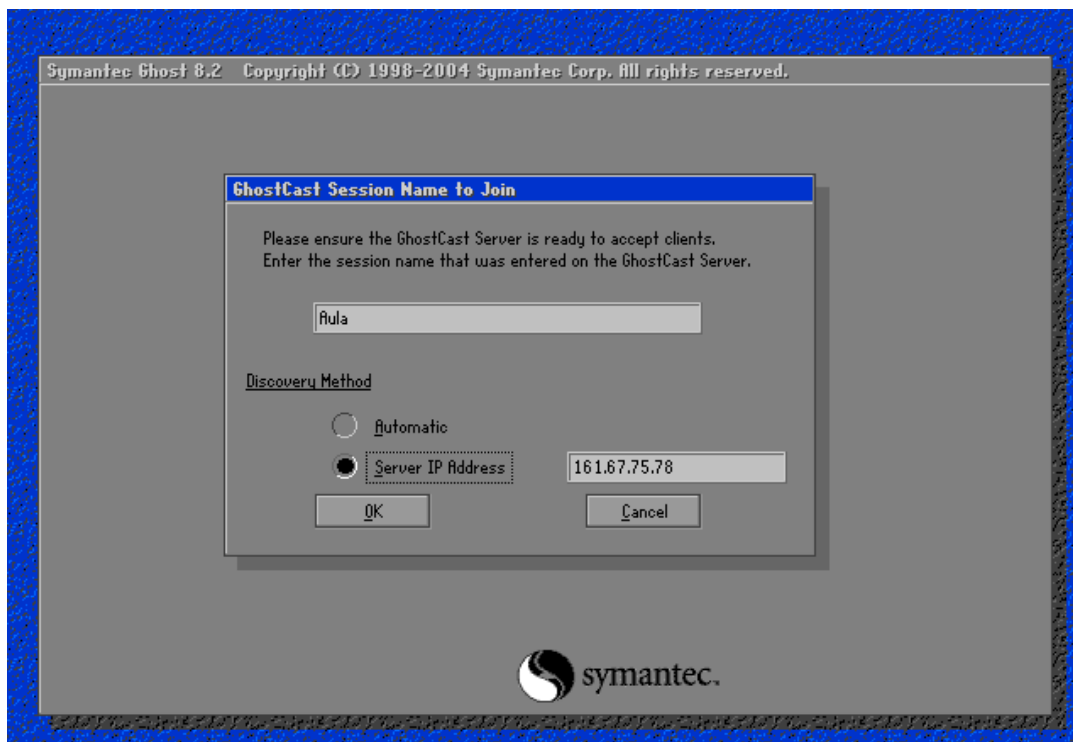 Symantec Ghost 8.2 Copyright (C) 1998-2004 Symantec Corp. All rights reserved.
GhostCast Session Name to Join
Please ensure the GhostCast Server is ready to accept clients.
Enter the session name that was entered on the GhostCast Server.
Aula
Discovery Method
Automatic
Server IP Address 161.67.75.78
OK Cancel
symantec.